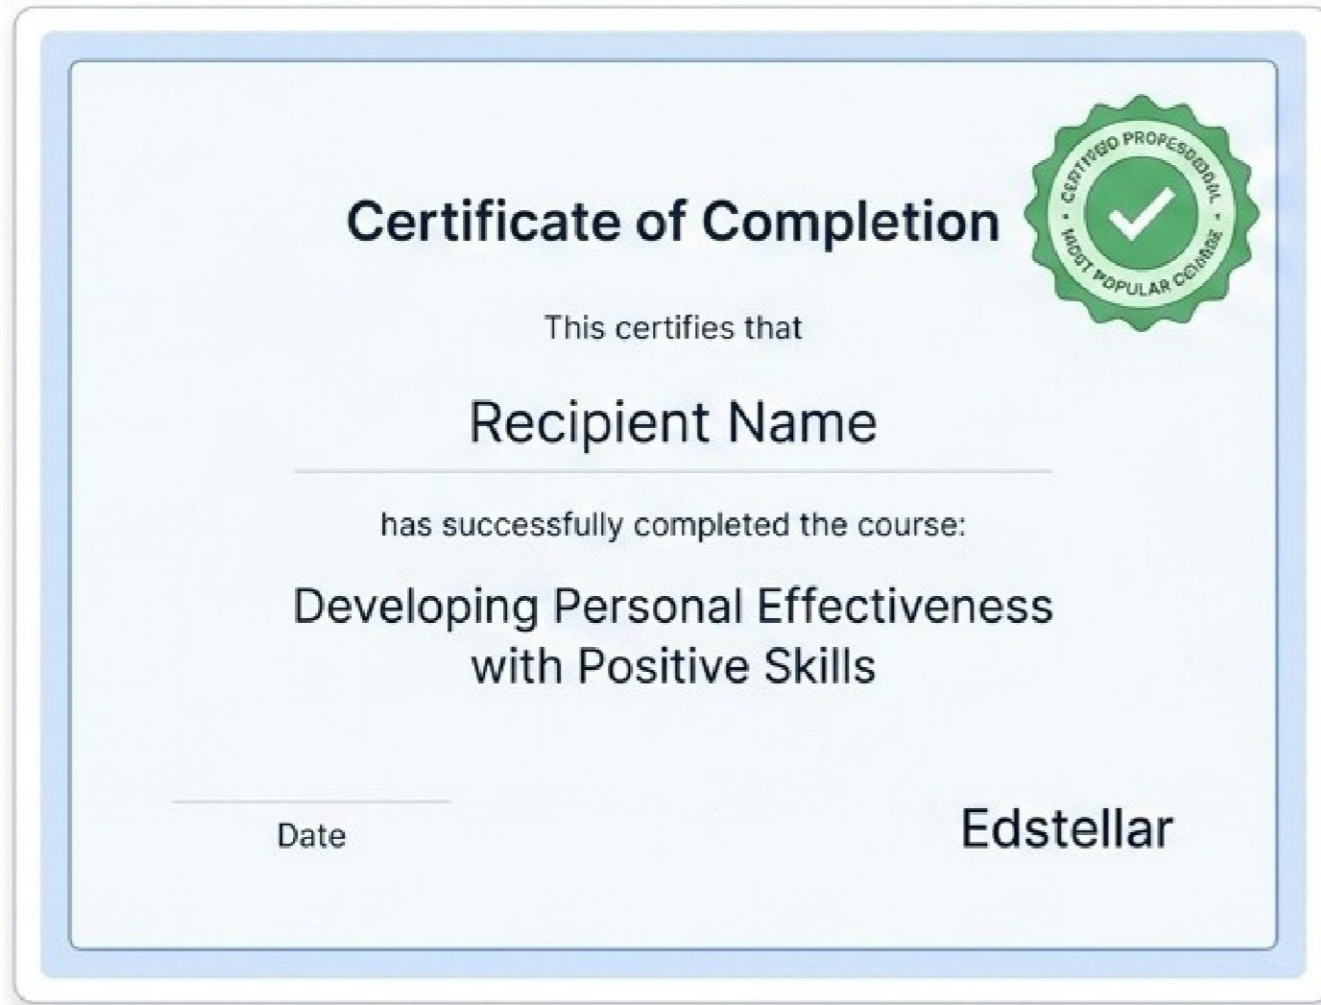 Certificate of Completion
This certifies that
Recipient Name
has successfully completed the course:
Developing Personal Effectiveness
with Positive Skills
Date
Edstellar
POPULAR